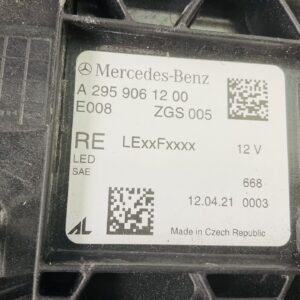 Mercedes-Benz
A 295 906 12 00
E008 ZGS 005
RE LExxFxxxx 12 V
LED
SAE
668
12.04.21 0003
AL Made in Czech Republic